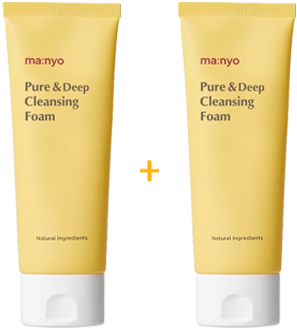 ma:nyo
Pure & Deep
Cleansing
Foam
Natural Ingredients
+
ma:nyo
Pure & Deep
Cleansing
Foam
Natural Ingredients